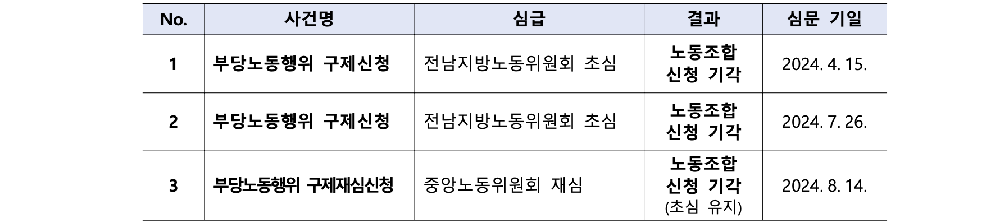 No. 사건명 심급 결과 심문 기일
1 부당노동행위 구제신청 전남지방노동위원회 초심 노동조합 신청 기각 2024. 4. 15.
2 부당노동행위 구제신청 전남지방노동위원회 초심 노동조합 신청 기각 2024. 7. 26.
3 부당노동행위 구제재심신청 중앙노동위원회 재심 노동조합 신청 기각 (초심 유지) 2024. 8. 14.